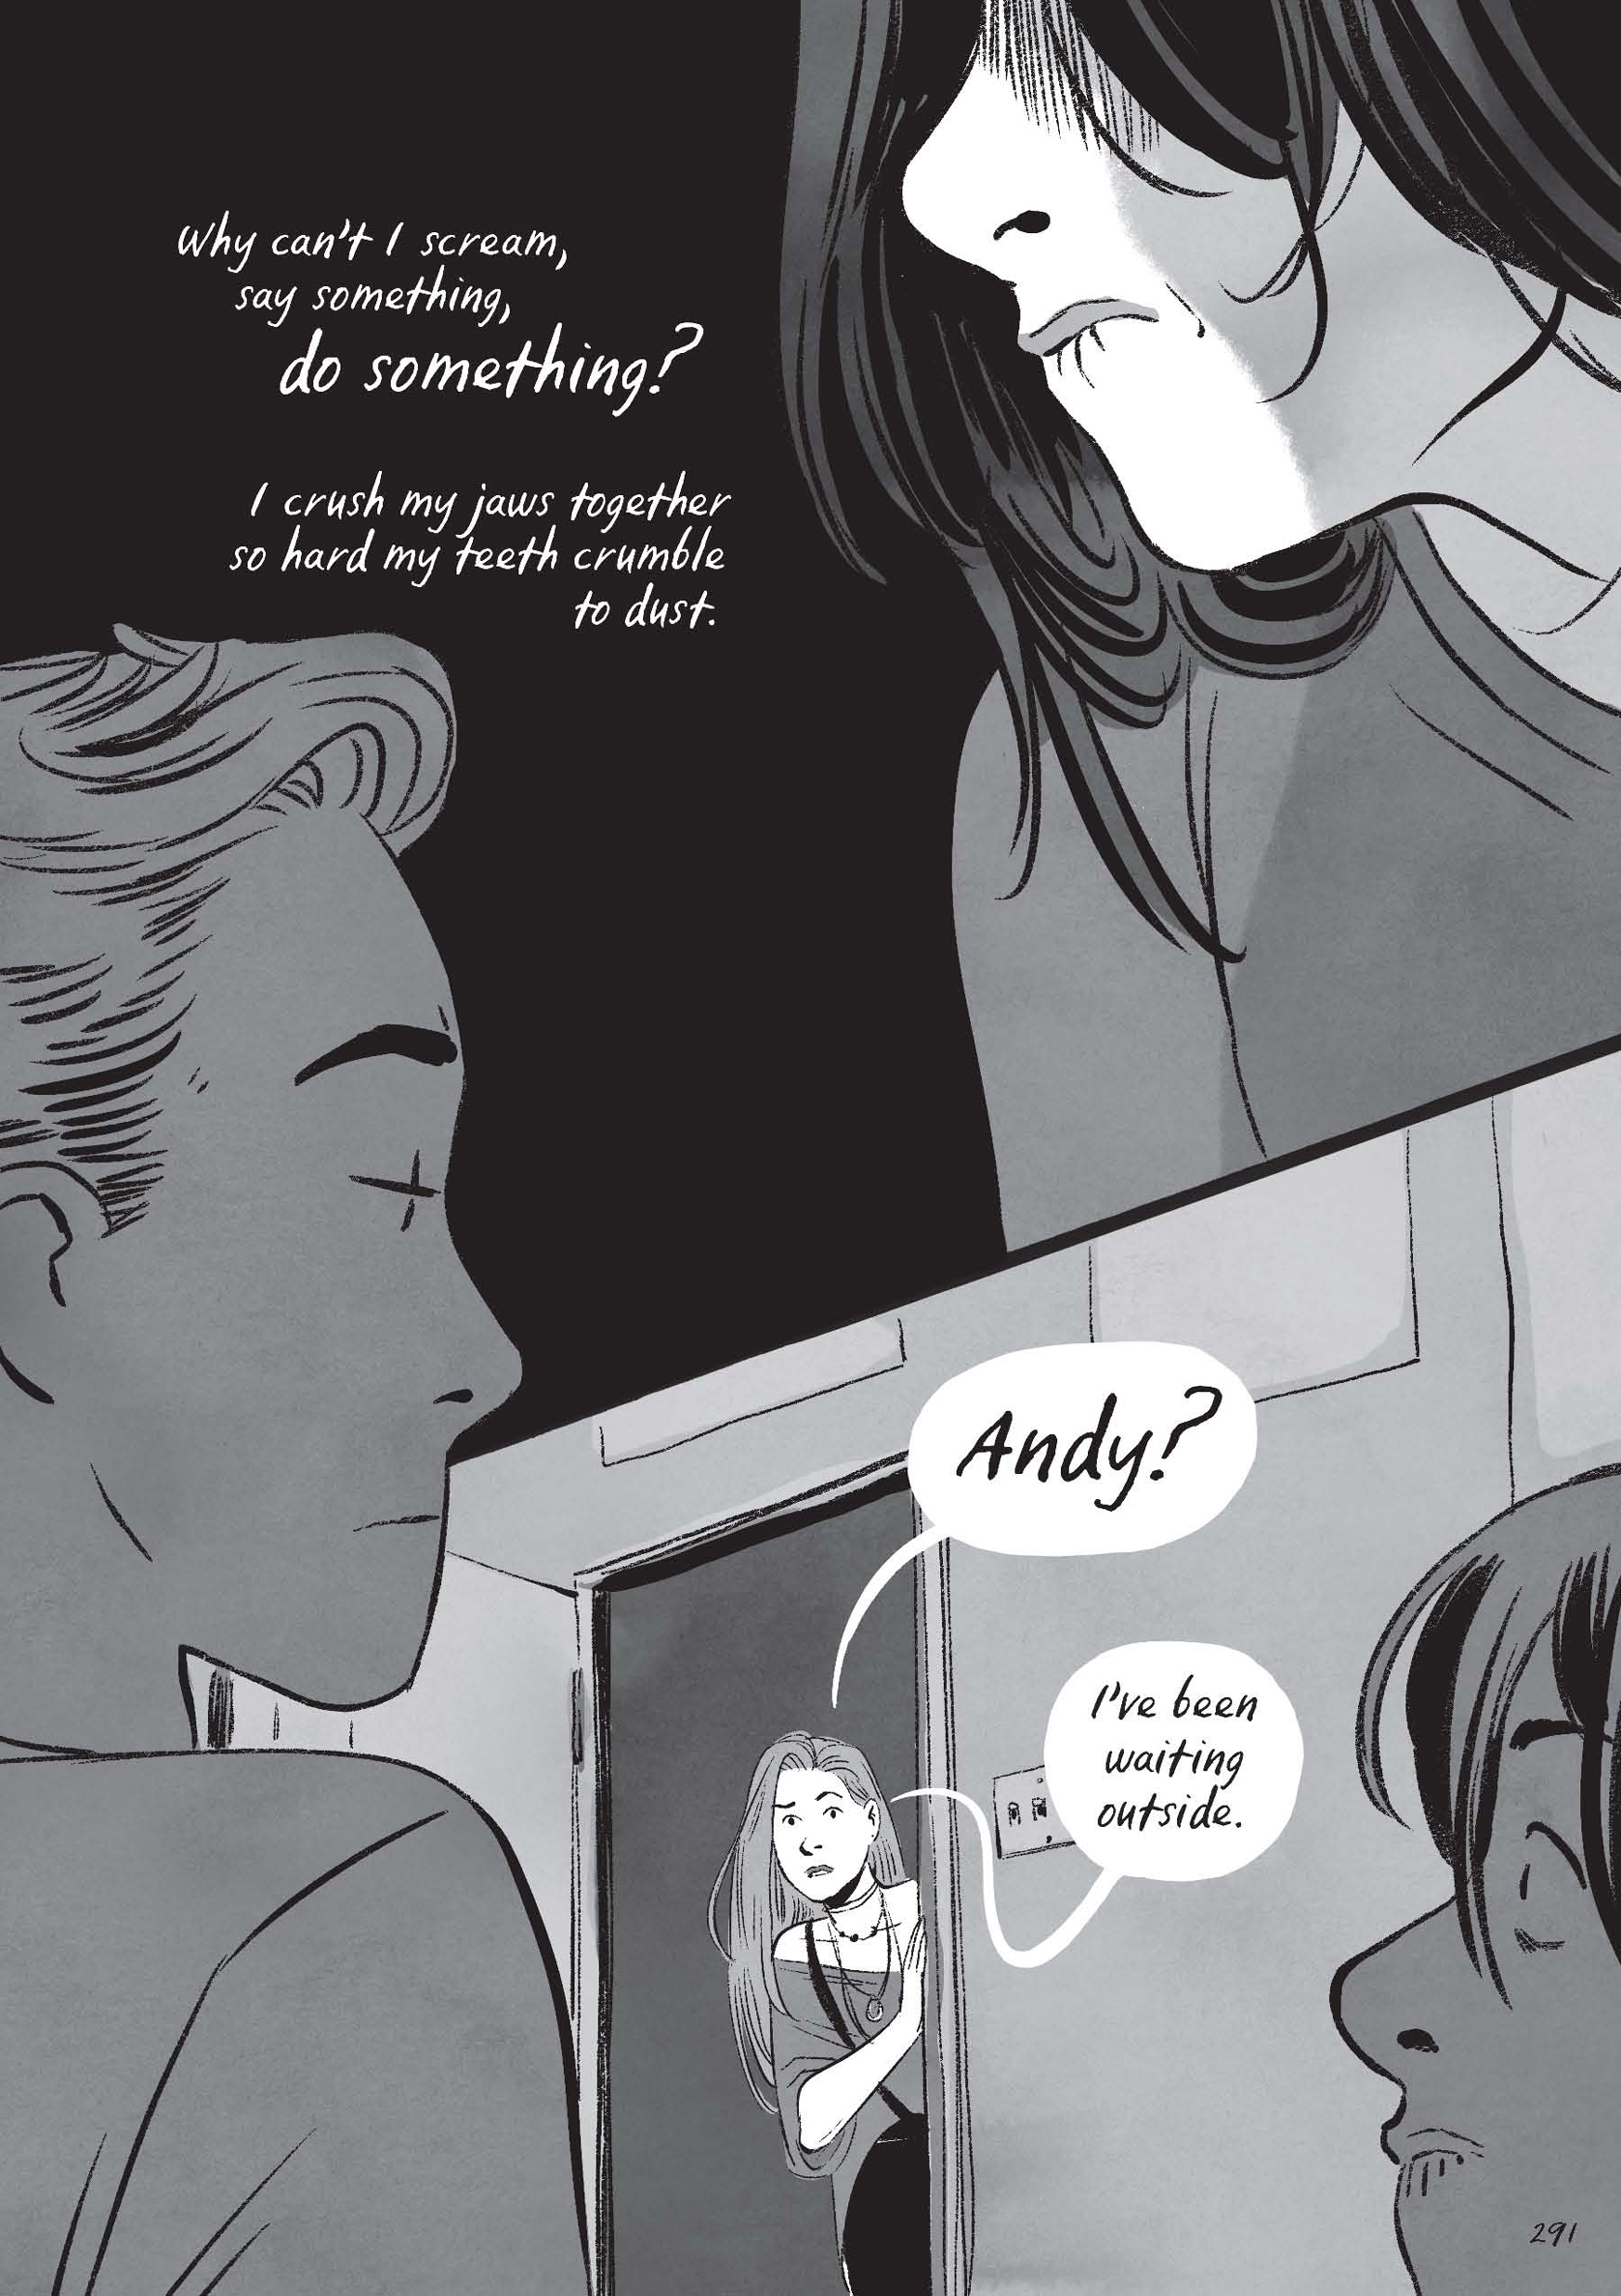 Why can't I scream,
say something,
do something?
I crush my jaws together
so hard my teeth crumble
to dust.
Andy?
I've been
waiting
outside.
291